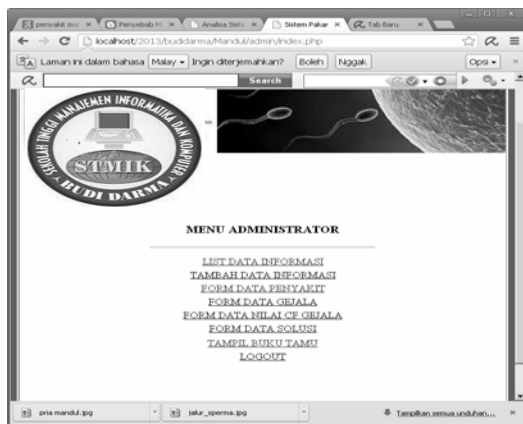 penyakit mar
Penyebab M
Analisa Siste
Sistem Pakar
Tab Baru
localhost/2013/buddarma/Mandul/admin/index.php
Laman ini dalam bahasa Malay Ingin diterjemahkan? Boleh Nggak Opsi
Search
SEKOLAH TINGGI MANAJEMEN INFORMATIKA DAN KOMPUTER
STMIK
BUDI DARMA
MENU ADMINISTRATOR
LIST DATA INFORMASI
TAMBAH DATA INFORMASI
FORM DATA PENYAKIT
FORM DATA GEJALA
FORM DATA NILAI CF GEJALA
FORM DATA SOLUSI
TAMPIL BUKU TAMU
LOGOUT
pria mandul.jpg
jalur_sperma.jpg
Tampilkan semua unduhan...